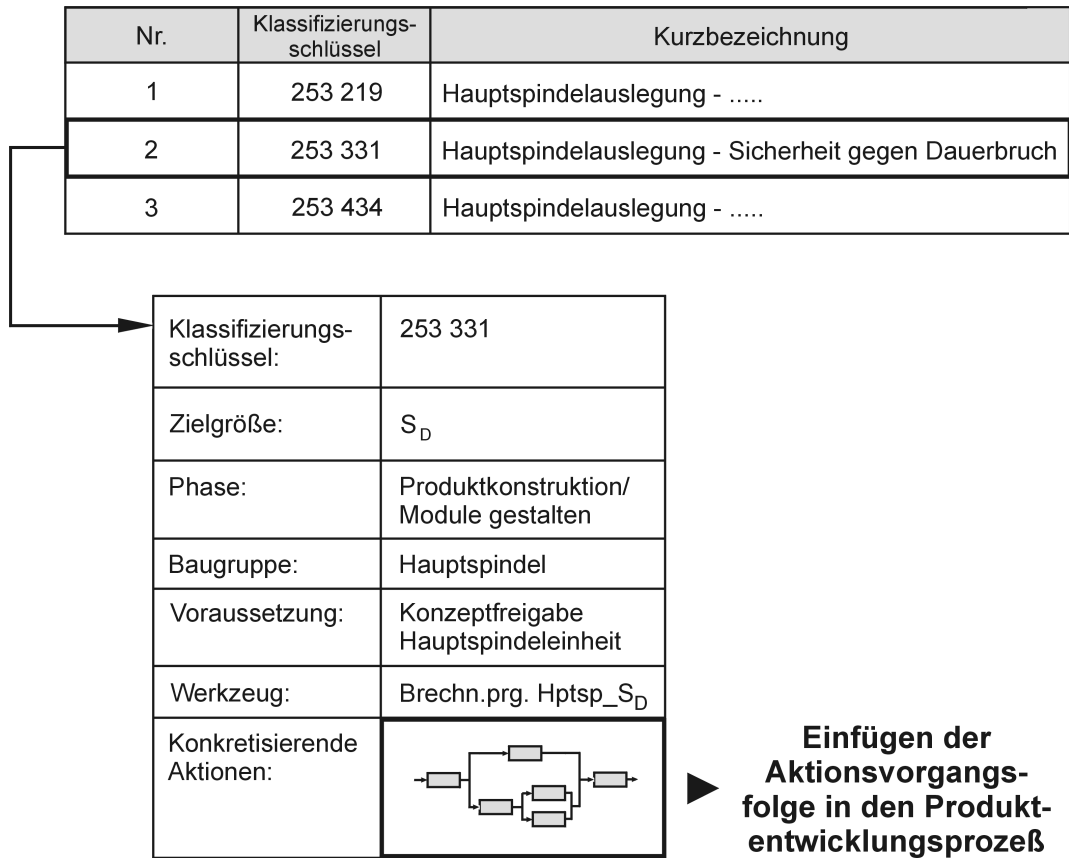 Nr.
Klassifizierungs-
schlüssel
Kurzbezeichnung
1
253 219
Hauptspindelauslegung - .....
2
253 331
Hauptspindelauslegung - Sicherheit gegen Dauerbruch
3
253 434
Hauptspindelauslegung - .....
Klassifizierungs-
schlüssel:
253 331
Zielgröße:
S_D
Phase:
Produktkonstruktion/
Module gestalten
Baugruppe:
Hauptspindel
Voraussetzung:
Konzeptfreigabe
Hauptspindeleinheit
Werkzeug:
Brechn.prg. Hptsp_S_D
Konkretisierende
Aktionen:
Einfügen der
Aktionsvorgangs-
folge in den Produkt-
entwicklungsprozeß